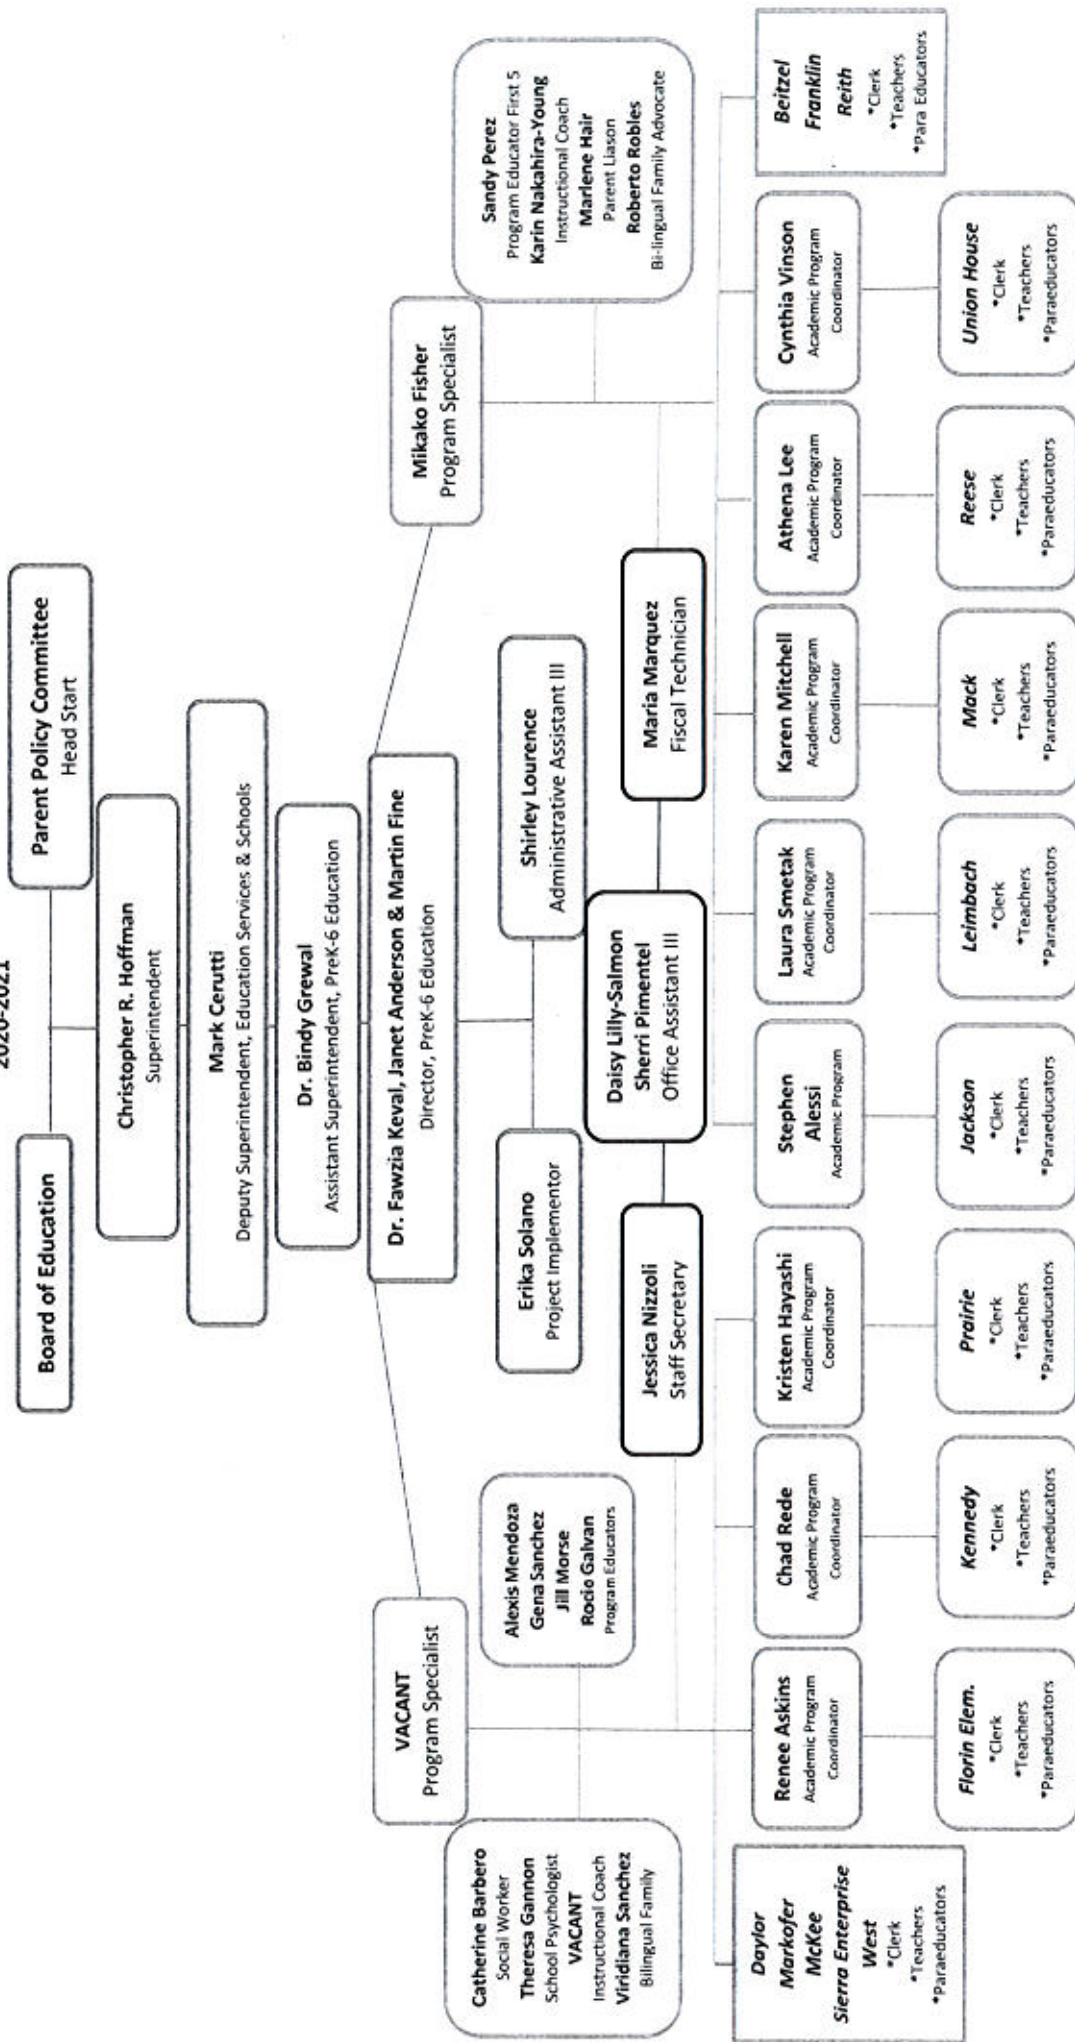 2020-2021
Board of Education
Parent Policy Committee
Head Start
Christopher R. Hoffman
Superintendent
Mark Cerutti
Deputy Superintendent, Education Services & Schools
Dr. Bindy Grewal
Assistant Superintendent, PreK-6 Education
Dr. Fawzia Keval, Janet Anderson & Martin Fine
Director, PreK-6 Education
VACANT
Program Specialist
Mikako Fisher
Program Specialist
Erika Solano
Project Implementor
Shirley Lourence
Administrative Assistant III
Catherine Barbero
Social Worker
Theresa Gannon
School Psychologist
VACANT
Instructional Coach
Viridiana Sanchez
Bilingual Family
Alexis Mendoza
Gena Sanchez
Jill Morse
Rocio Galvan
Program Educators
Sandy Perez
Program Educator First 5
Karin Nakahira-Young
Instructional Coach
Marlene Hair
Parent Liason
Roberto Robles
Bi-lingual Family Advocate
Jessica Nizzoli
Staff Secretary
Daisy Lilly-Salmon
Sherri Pimentel
Office Assistant III
Maria Marquez
Fiscal Technician
Daylor
Markofer
McKee
Sierra Enterprise
West
*Clerk
*Teachers
*Paraeducators
Renee Askins
Academic Program
Coordinator
Chad Rede
Academic Program
Coordinator
Kristen Hayashi
Academic Program
Coordinator
Stephen
Alessi
Academic Program
Laura Smetak
Academic Program
Coordinator
Karen Mitchell
Academic Program
Coordinator
Athena Lee
Academic Program
Coordinator
Cynthia Vinson
Academic Program
Coordinator
Beitzel
Franklin
Reith
*Clerk
*Teachers
*Para Educators
Florin Elem.
*Clerk
*Teachers
*Paraeducators
Kennedy
*Clerk
*Teachers
*Paraeducators
Prairie
*Clerk
*Teachers
*Paraeducators
Jackson
*Clerk
*Teachers
*Paraeducators
Leimbach
*Clerk
*Teachers
*Paraeducators
Mack
*Clerk
*Teachers
*Paraeducators
Reese
*Clerk
*Teachers
*Paraeducators
Union House
*Clerk
*Teachers
*Paraeducators